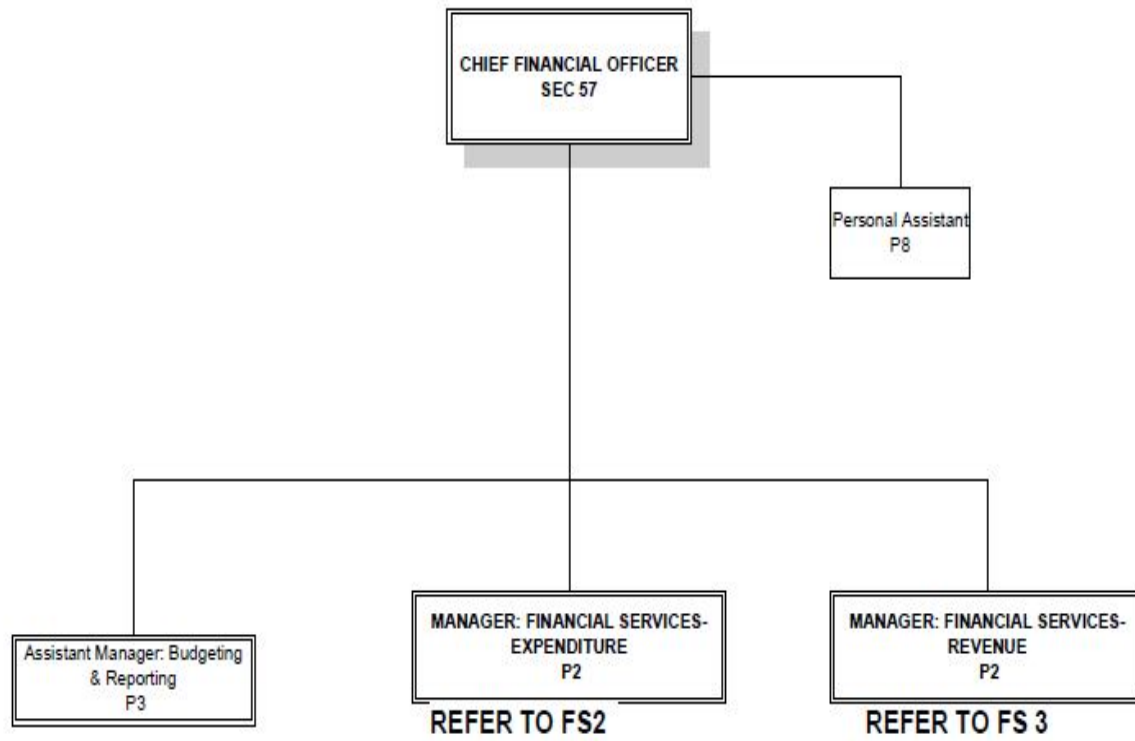 CHIEF FINANCIAL OFFICER
SEC 57
Personal Assistant
P8
Assistant Manager: Budgeting
& Reporting
P3
MANAGER: FINANCIAL SERVICES-
EXPENDITURE
P2
REFER TO FS2
MANAGER: FINANCIAL SERVICES-
REVENUE
P2
REFER TO FS 3